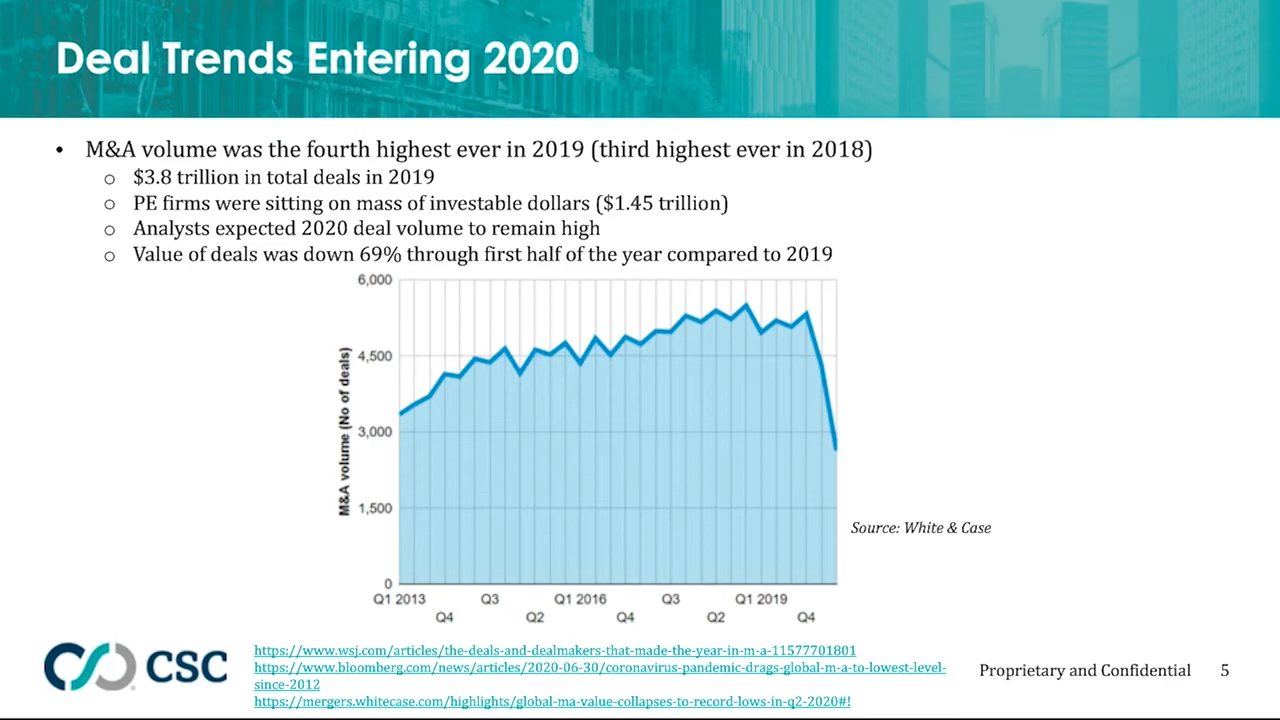 Deal Trends Entering 2020
• M&A volume was the fourth highest ever in 2019 (third highest ever in 2018)
o $3.8 trillion in total deals in 2019
o PE firms were sitting on mass of investable dollars ($1.45 trillion)
o Analysts expected 2020 deal volume to remain high
o Value of deals was down 69% through first half of the year compared to 2019
M&A volume (No of deals)
6,000
4,500
3,000
1,500
0
Q1 2013 Q3 Q1 2016 Q3 Q1 2019
Q4 Q2 Q4 Q2 Q4
Source: White & Case
CSC
https://www.wsj.com/articles/the-deals-and-dealmakers-that-made-the-year-in-m-a-11577701801
https://www.bloomberg.com/news/articles/2020-06-30/coronavirus-pandemic-drags-global-m-a-to-lowest-level-
since-2012
https://mergers.whitecase.com/highlights/global-ma-value-collapses-to-record-lows-in-q2-2020#!
Proprietary and Confidential 5